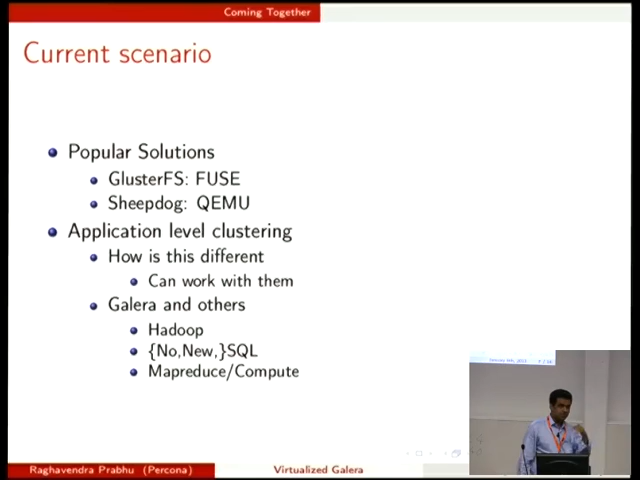 Coming Together
Current scenario
Popular Solutions
GlusterFS: FUSE
Sheepdog: QEMU
Application level clustering
How is this different
Can work with them
Galera and others
Hadoop
{No,New,}SQL
Mapreduce/Compute
Raghavendra Prabhu (Percona)
Virtualized Galera